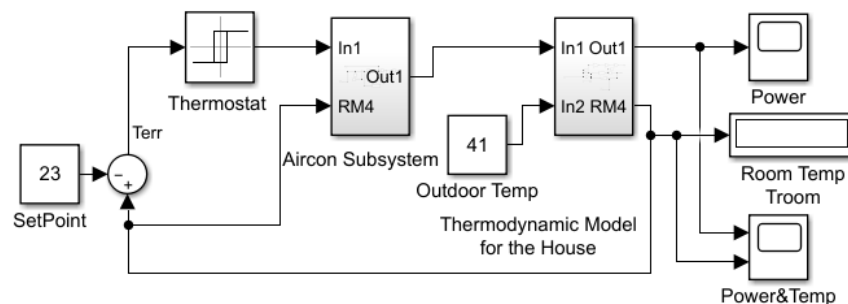 In1
Out1
RM4
Thermostat
Aircon Subsystem
In1 Out1
In2 RM4
Power
Terr
23
SetPoint
-
+
41
Outdoor Temp
Room Temp
Troom
Thermodynamic Model
for the House
Power&Temp